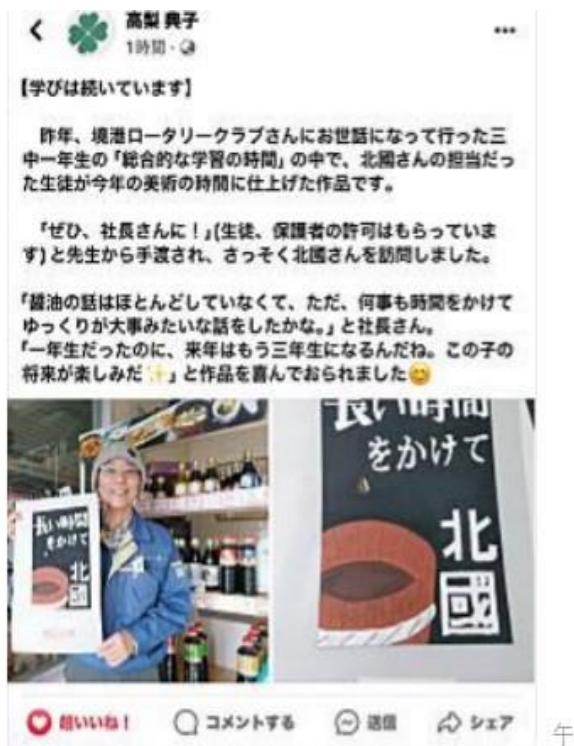 高梨 典子
1時間
【学びは続いています】
昨年、境港ロータリークラブさんにお世話になって行った三
中一年生の「総合的な学習の時間」の中で、北國さんの担当だっ
た生徒が今年の美術の時間に仕上げた作品です。
「ぜひ、社長さんに！」(生徒、保護者の許可はもらっていま
す)と先生から手渡され、さっそく北國さんを訪問しました。
「醤油の話はほとんどしていなくて、ただ、何事も時間をかけて
ゆっくりが大事みたいな話をしたかな。」と社長さん。
「一年生だったのに、来年はもう三年生になるんだね。この子の
将来が楽しみだ✨」と作品を喜んでおられました😊
長い時間
をかけて
北國
長い時間
をかけて
北國
超いいね！
コメントする
送信
シェア
午